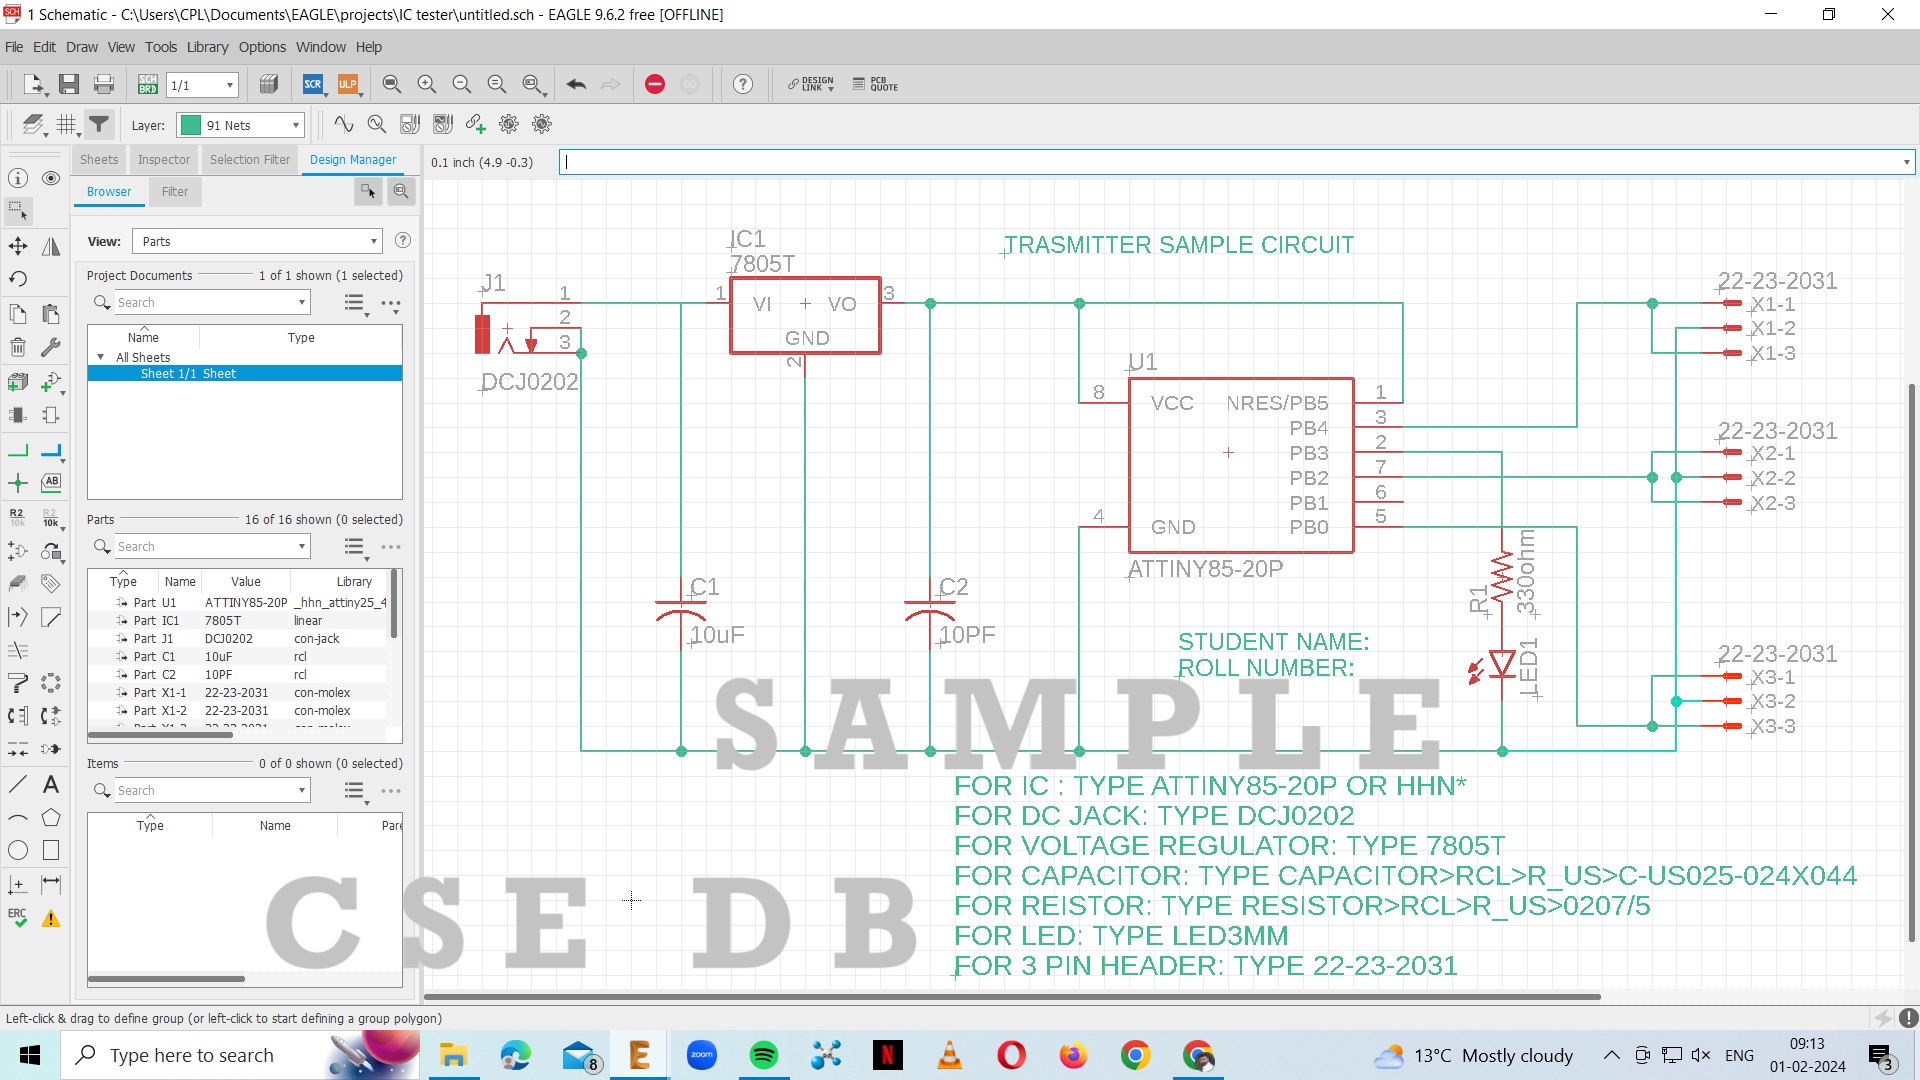 1 Schematic - C:\Users\CPL\Documents\EAGLE\projects\IC tester\untitled.sch - EAGLE 9.6.2 free [OFFLINE]
File Edit Draw View Tools Library Options Window Help
SCH BRD 1/1 SCR ULP GO DESIGN LINK PCB QUOTE
Layer: 91 Nets
Sheets Inspector Selection Filter Design Manager
0.1 inch (4.9 -0.3)
Browser Filter
View: Parts
Project Documents 1 of 1 shown (1 selected)
Search
Name Type
All Sheets
Sheet 1/1 Sheet
Parts 16 of 16 shown (0 selected)
Search
Type Name Value Library
Part U1 ATTINY85-20P _hhn_attiny25_4
Part IC1 7805T linear
Part J1 DCJ0202 con-jack
Part C1 10uF rcl
Part C2 10PF rcl
Part X1-1 22-23-2031 con-molex
Part X1-2 22-23-2031 con-molex
Items 0 of 0 shown (0 selected)
Search
Type Name Pare
R2 10k R2 10k
AB
ERC
TRASMITTER SAMPLE CIRCUIT
J1
1
2
3
DCJ0202
IC1
7805T
1 VI VO 3
GND
2
C1
10uF
C2
10PF
U1
8 VCC NRES/PB5 1
PB4 3
PB3 2
PB2 7
PB1 6
4 GND PB0 5
ATTINY85-20P
R1
330ohm
LED1
22-23-2031
X1-1
X1-2
X1-3
22-23-2031
X2-1
X2-2
X2-3
22-23-2031
X3-1
X3-2
X3-3
STUDENT NAME:
ROLL NUMBER:
SAMPLE
CSE DB
FOR IC : TYPE ATTINY85-20P OR HHN*
FOR DC JACK: TYPE DCJ0202
FOR VOLTAGE REGULATOR: TYPE 7805T
FOR CAPACITOR: TYPE CAPACITOR>RCL>R_US>C-US025-024X044
FOR REISTOR: TYPE RESISTOR>RCL>R_US>0207/5
FOR LED: TYPE LED3MM
FOR 3 PIN HEADER: TYPE 22-23-2031
Left-click & drag to define group (or left-click to start defining a group polygon)
Type here to search
8
zoom
13°C Mostly cloudy
ENG
09:13
01-02-2024
3